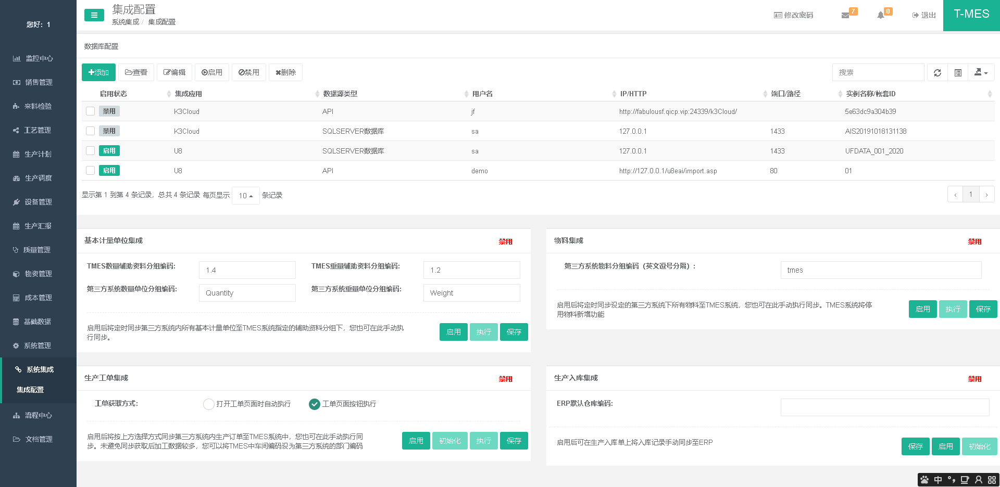 您好：1
监控中心
销售管理
来料检验
工艺管理
生产计划
生产调度
设备管理
生产汇报
质量管理
物资管理
成本管理
基础数据
系统管理
系统集成
集成配置
流程中心
文档管理
集成配置
系统集成 / 集成配置
修改密码
7
0
退出
T-MES
数据库配置
添加 查看 编辑 启用 禁用 删除
搜索
启用状态 集成应用 数据源类型 用户名 IP/HTTP 端口/路径 实例名称/帐套ID
禁用 K3Cloud API jf http://fabulousf.qicp.vip:24339/k3Cloud/ 5e63dc9a304b39
禁用 K3Cloud SQLSERVER数据库 sa 127.0.0.1 1433 AIS20191018131138
启用 U8 SQLSERVER数据库 sa 127.0.0.1 1433 UFDATA_001_2020
启用 U8 API demo http://127.0.0.1/u8eai/import.asp 80 01
显示第 1 到第 4 条记录，总共 4 条记录 每页显示 10 条记录
‹ 1 ›
基本计量单位集成 禁用
TMES数量辅助资料分组编码: 1.4 TMES重量辅助资料分组编码: 1.2
第三方系统数量单位分组编码: Quantity 第三方系统重量单位分组编码: Weight
启用后将定时同步第三方系统内所有基本计量单位至TMES系统指定的辅助资料分组下，您也可在此手动执
行同步。
启用 执行 保存
物料集成 禁用
第三方系统物料分组编码（英文逗号分隔）: tmes
启用后将定时同步设定的第三方系统下所有物料至TMES系统，您也可在此手动执行同步。TMES系统将停
用物料新增功能
启用 执行 保存
生产工单集成 禁用
工单获取方式: 打开工单页面时自动执行 工单页面按钮执行
启用后将按上方选择方式同步第三方系统内生产订单至TMES系统中，您也可在此手动执行同
步。未避免同步获取后加工数据较多，您可以将TMES中车间编码设为第三方系统的部门编码
启用 初始化 执行 保存
生产入库集成 禁用
ERP默认仓库编码:
启用后可在生产入库单上将入库记录手动同步至ERP
保存 启用 初始化
中 °,